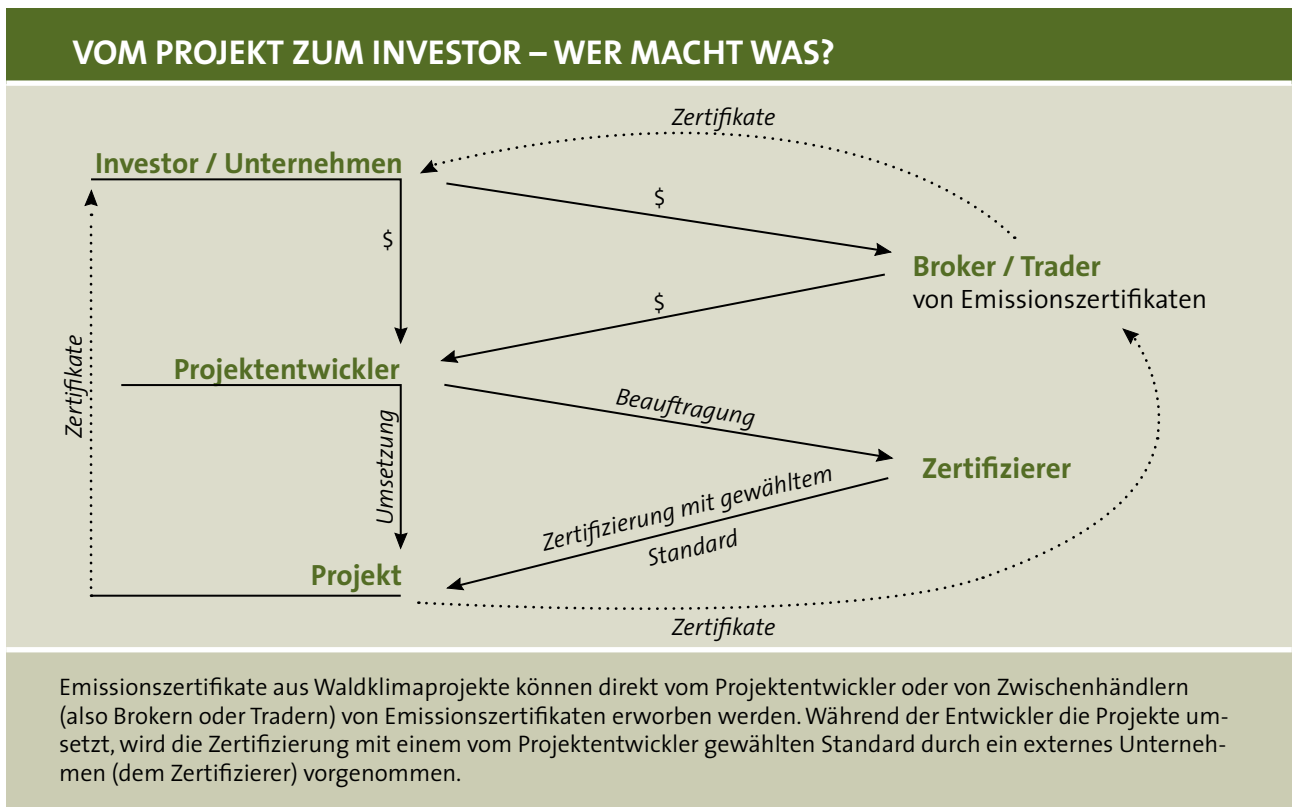 VOM PROJEKT ZUM INVESTOR – WER MACHT WAS?
Zertifikate
Investor / Unternehmen
$
$
Broker / Trader
von Emissionszertifikaten
$
Zertifikate
Projektentwickler
Beauftragung
Umsetzung
Zertifizierer
Zertifizierung mit gewähltem
Standard
Projekt
Zertifikate
Emissionszertifikate aus Waldklimaprojekte können direkt vom Projektentwickler oder von Zwischenhändlern
(also Brokern oder Tradern) von Emissionszertifikaten erworben werden. Während der Entwickler die Projekte um-
setzt, wird die Zertifizierung mit einem vom Projektentwickler gewählten Standard durch ein externes Unterneh-
men (dem Zertifizierer) vorgenommen.